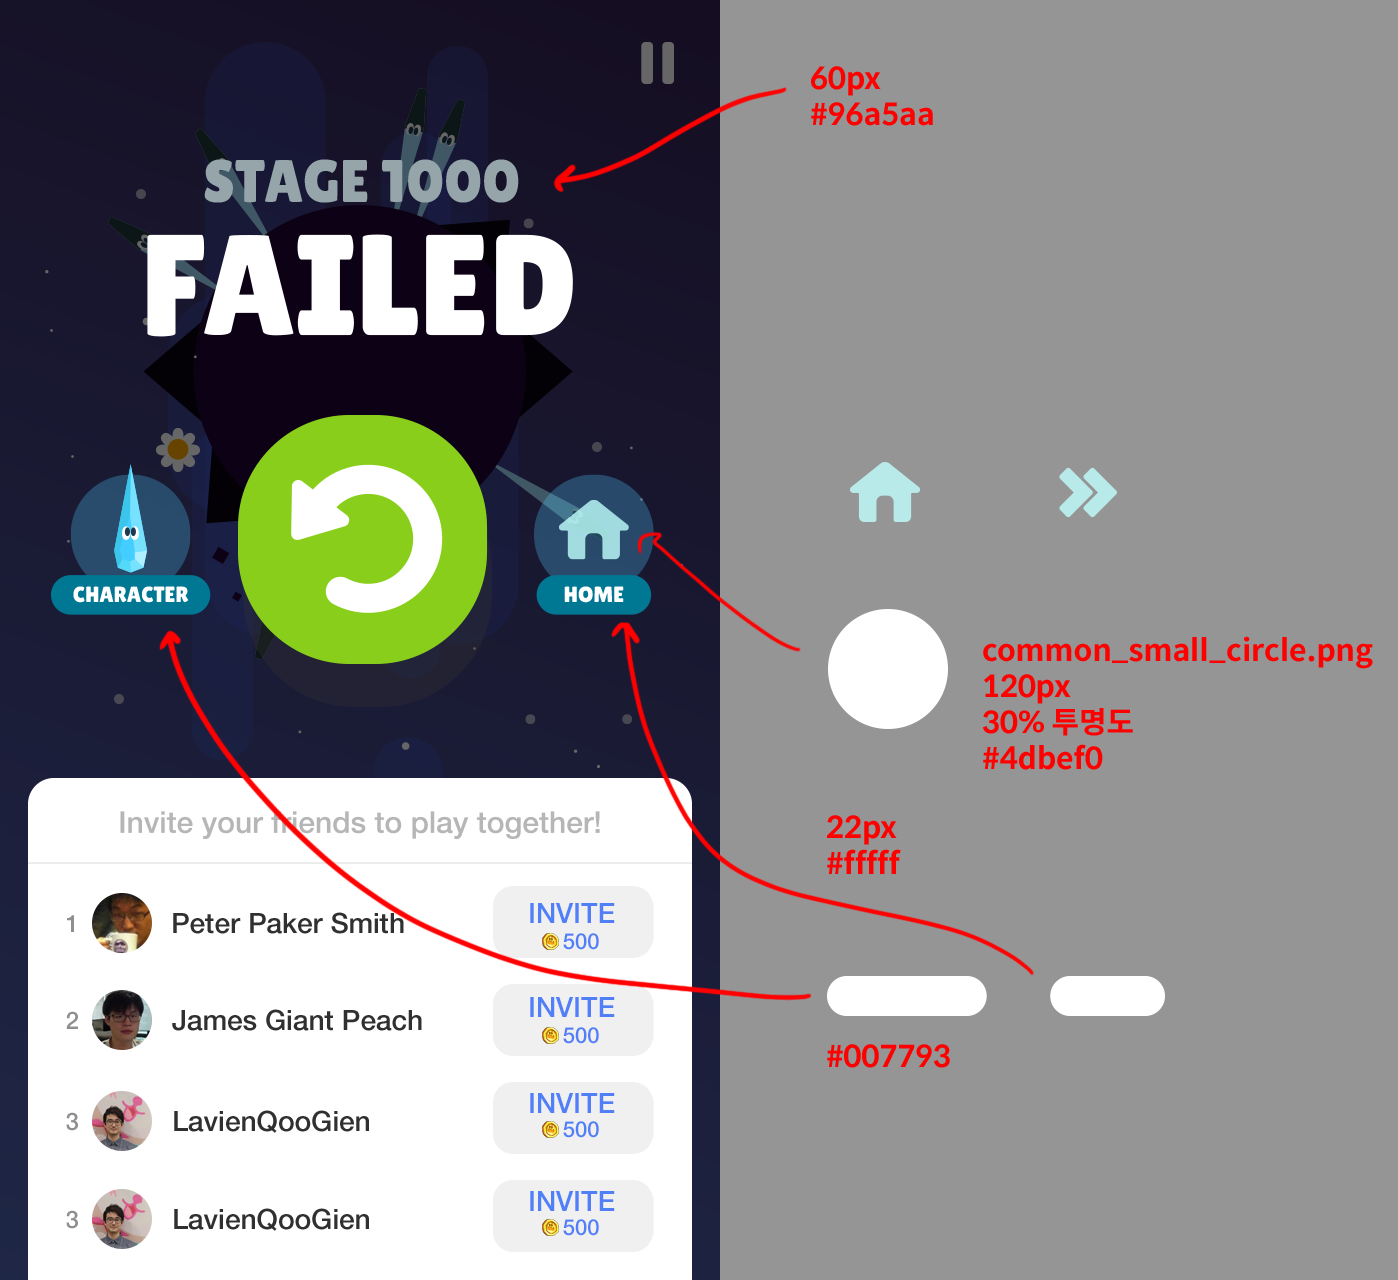 STAGE 1000
FAILED
CHARACTER
HOME
Invite your friends to play together!
1 Peter Paker Smith INVITE
500
2 James Giant Peach INVITE
500
3 LavienQooGien INVITE
500
3 LavienQooGien INVITE
500
60px
#96a5aa
common_small_circle.png
120px
30% 투명도
#4dbef0
22px
#fffff
#007793